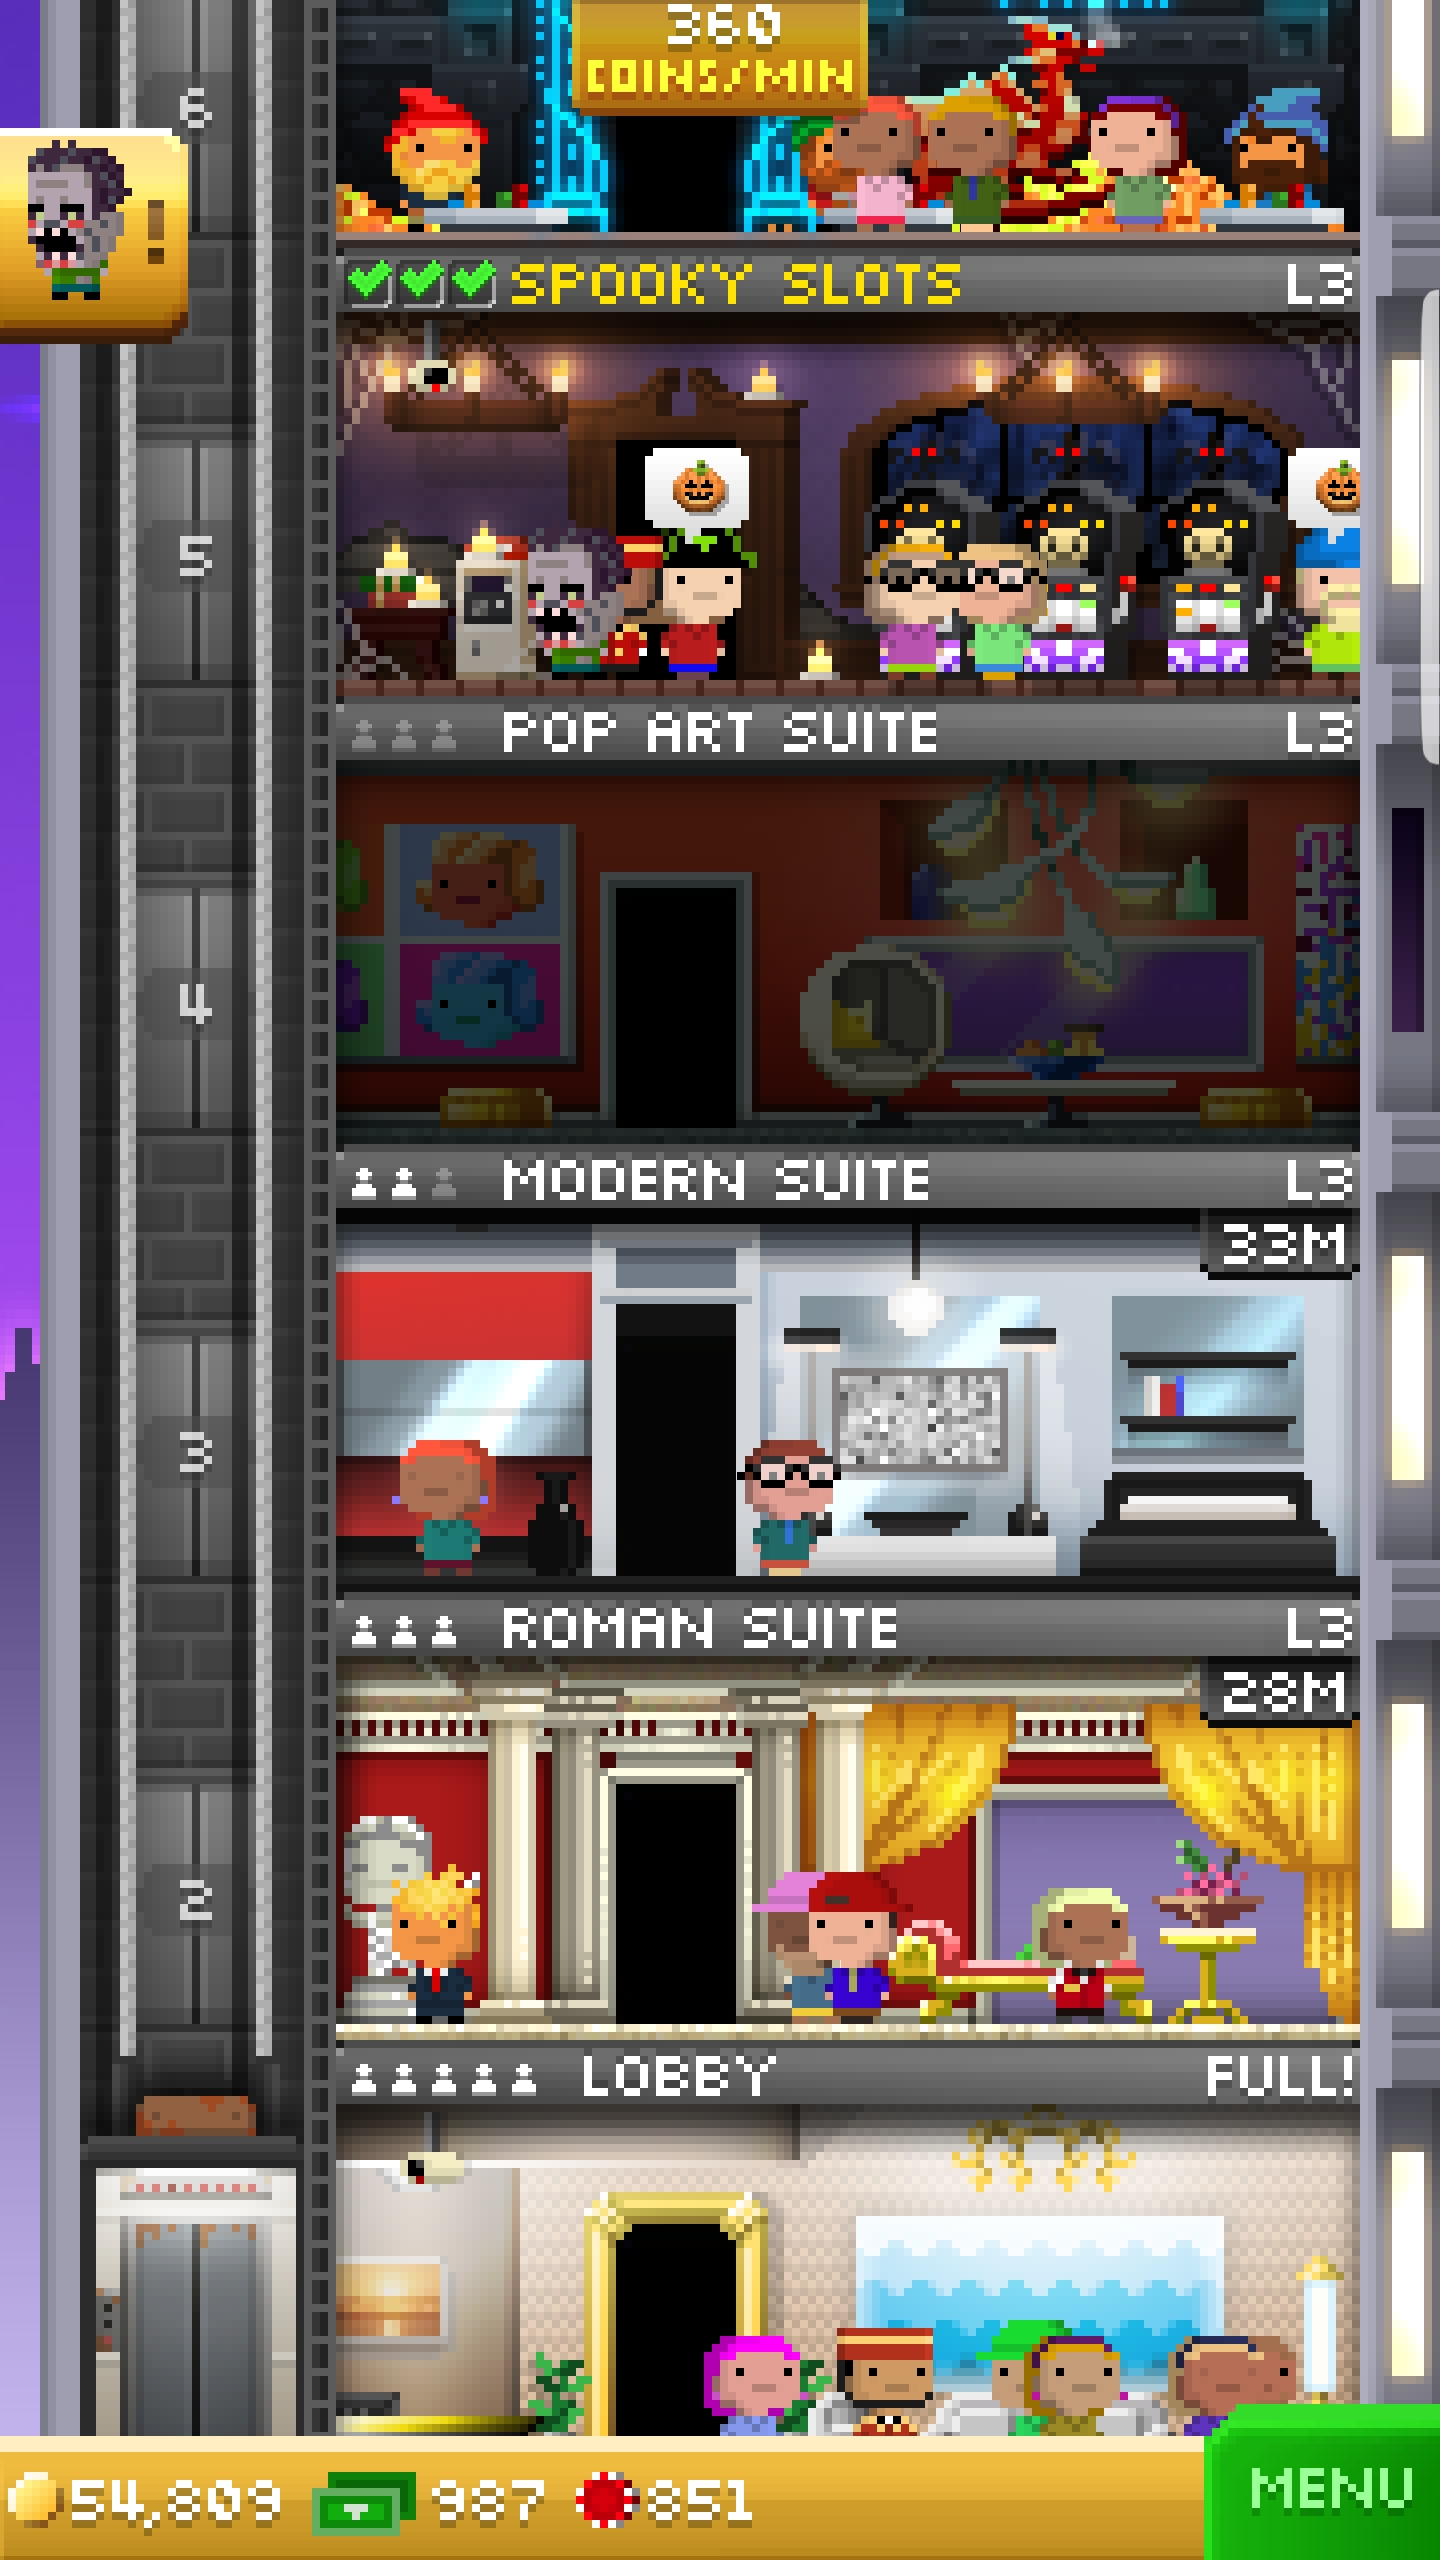 360
COINS/MIN
6
!
SPOOKY SLOTS L3
5
POP ART SUITE L3
4
MODERN SUITE L3
33M
3
ROMAN SUITE L3
28M
2
LOBBY FULL!
54,809 987 851
MENU